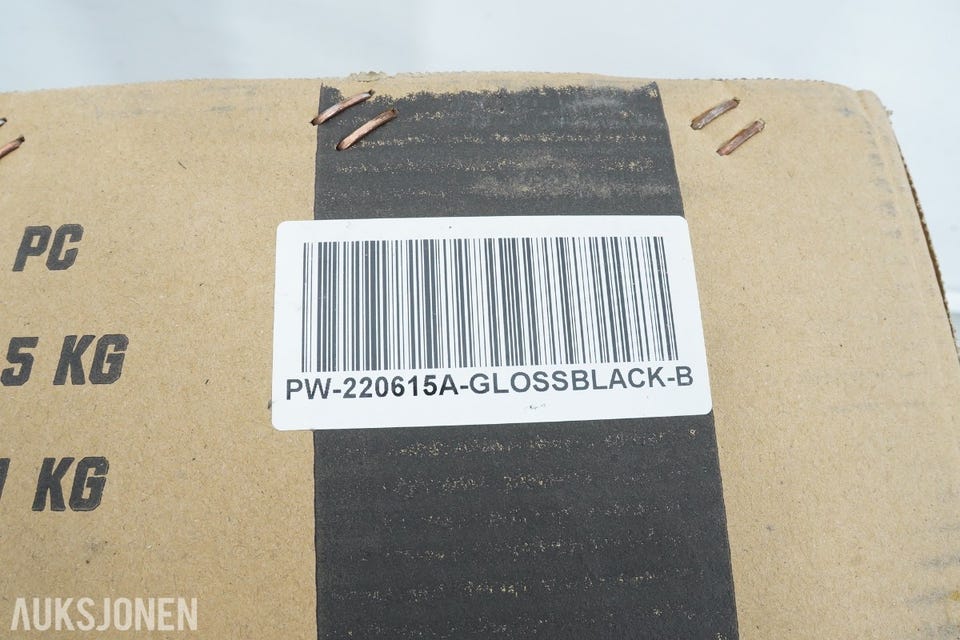 PC
5 KG
KG
PW-220615A-GLOSSBLACK-B
AUKSJONEN